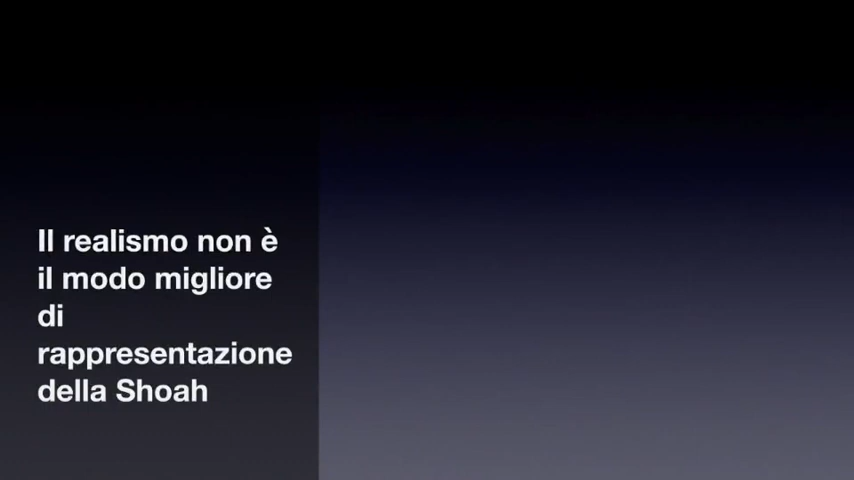 Il realismo non è
il modo migliore
di
rappresentazione
della Shoah